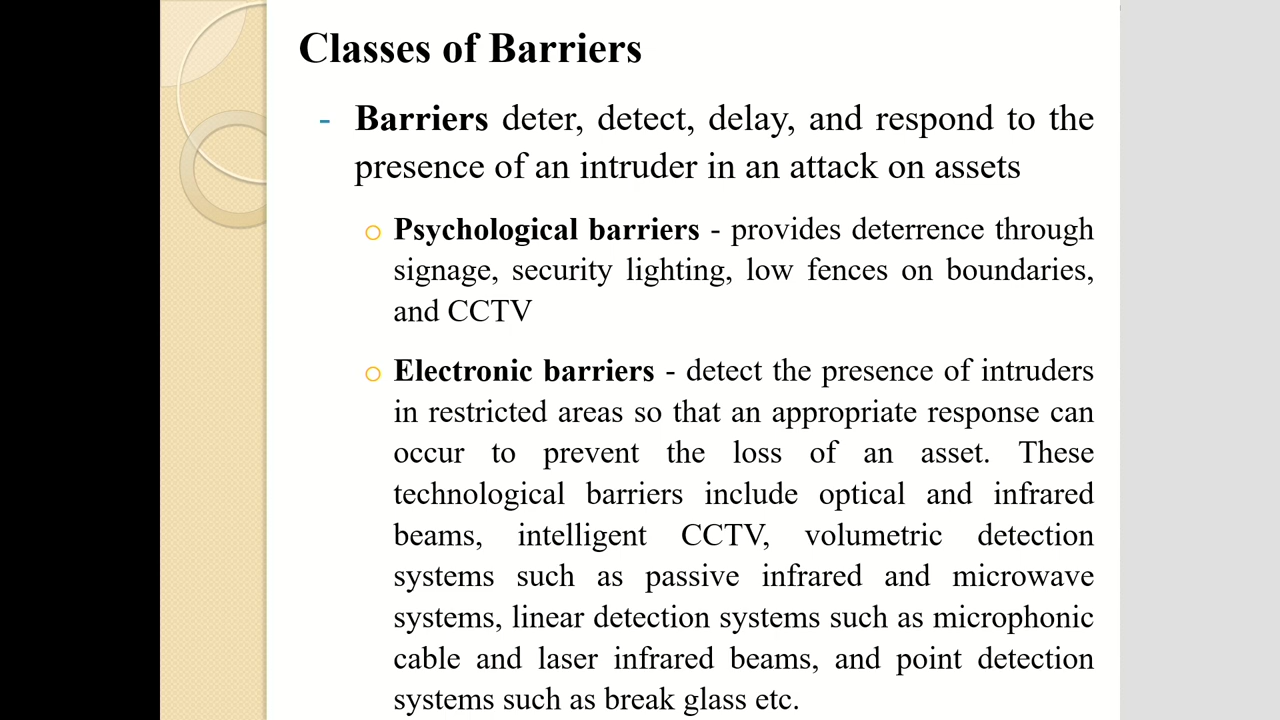 Classes of Barriers
- Barriers deter, detect, delay, and respond to the
presence of an intruder in an attack on assets
o Psychological barriers - provides deterrence through
signage, security lighting, low fences on boundaries,
and CCTV
o Electronic barriers - detect the presence of intruders
in restricted areas so that an appropriate response can
occur to prevent the loss of an asset. These
technological barriers include optical and infrared
beams, intelligent CCTV, volumetric detection
systems such as passive infrared and microwave
systems, linear detection systems such as microphonic
cable and laser infrared beams, and point detection
systems such as break glass etc.